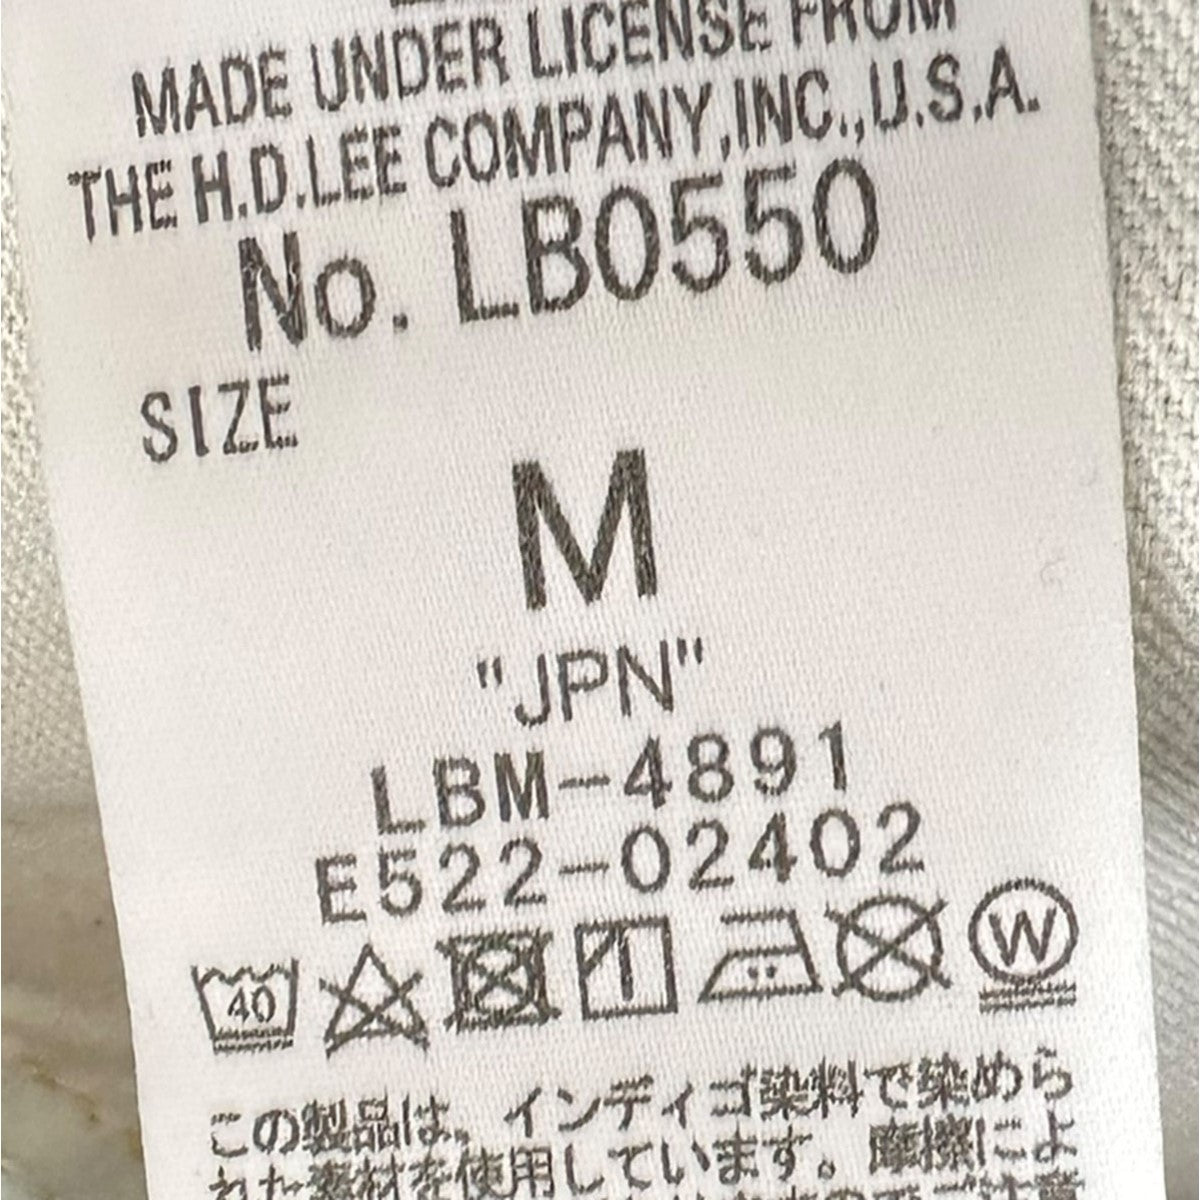 MADE UNDER LICENSE FROM
THE H.D.LEE COMPANY,INC.,U.S.A.
No. LB0550
SIZE
M
"JPN"
LBM-4891
E522-02402
40
W
この製品は、インディゴ染料で染めら
れた素材を使用しています。摩擦によ